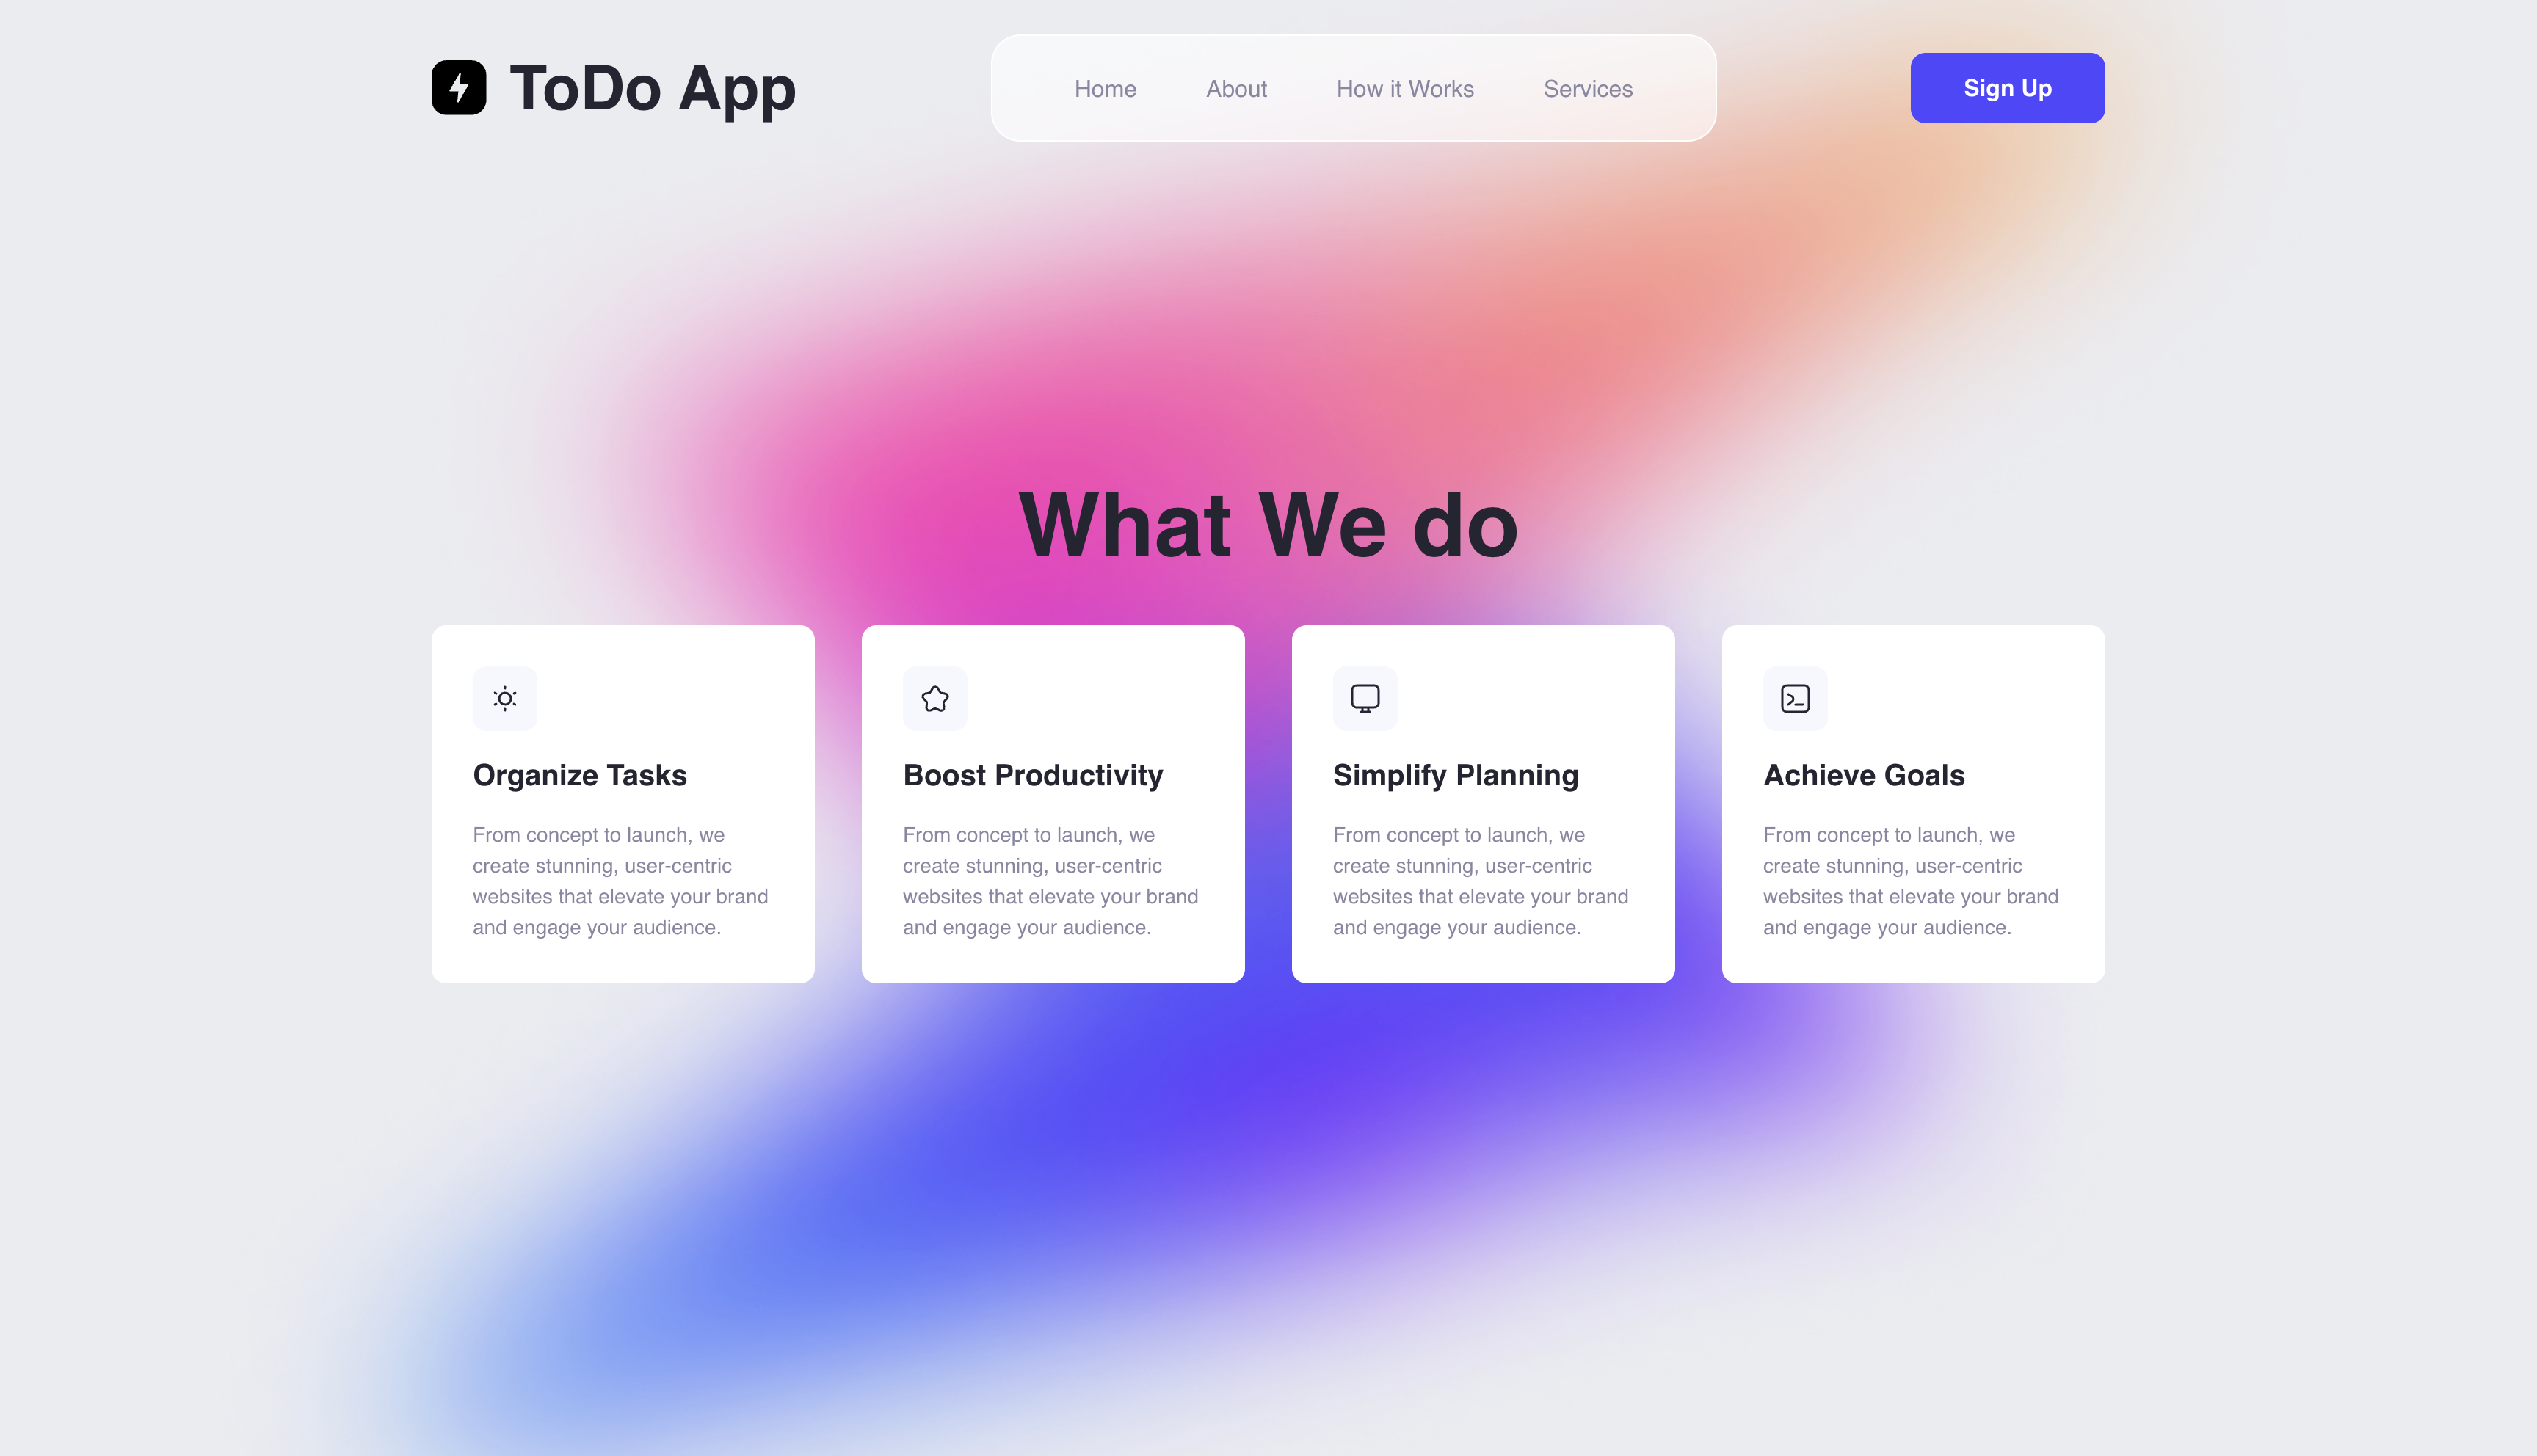 ToDo App
Home About How it Works Services
Sign Up
What We do
Organize Tasks
From concept to launch, we
create stunning, user-centric
websites that elevate your brand
and engage your audience.
Boost Productivity
From concept to launch, we
create stunning, user-centric
websites that elevate your brand
and engage your audience.
Simplify Planning
From concept to launch, we
create stunning, user-centric
websites that elevate your brand
and engage your audience.
Achieve Goals
From concept to launch, we
create stunning, user-centric
websites that elevate your brand
and engage your audience.